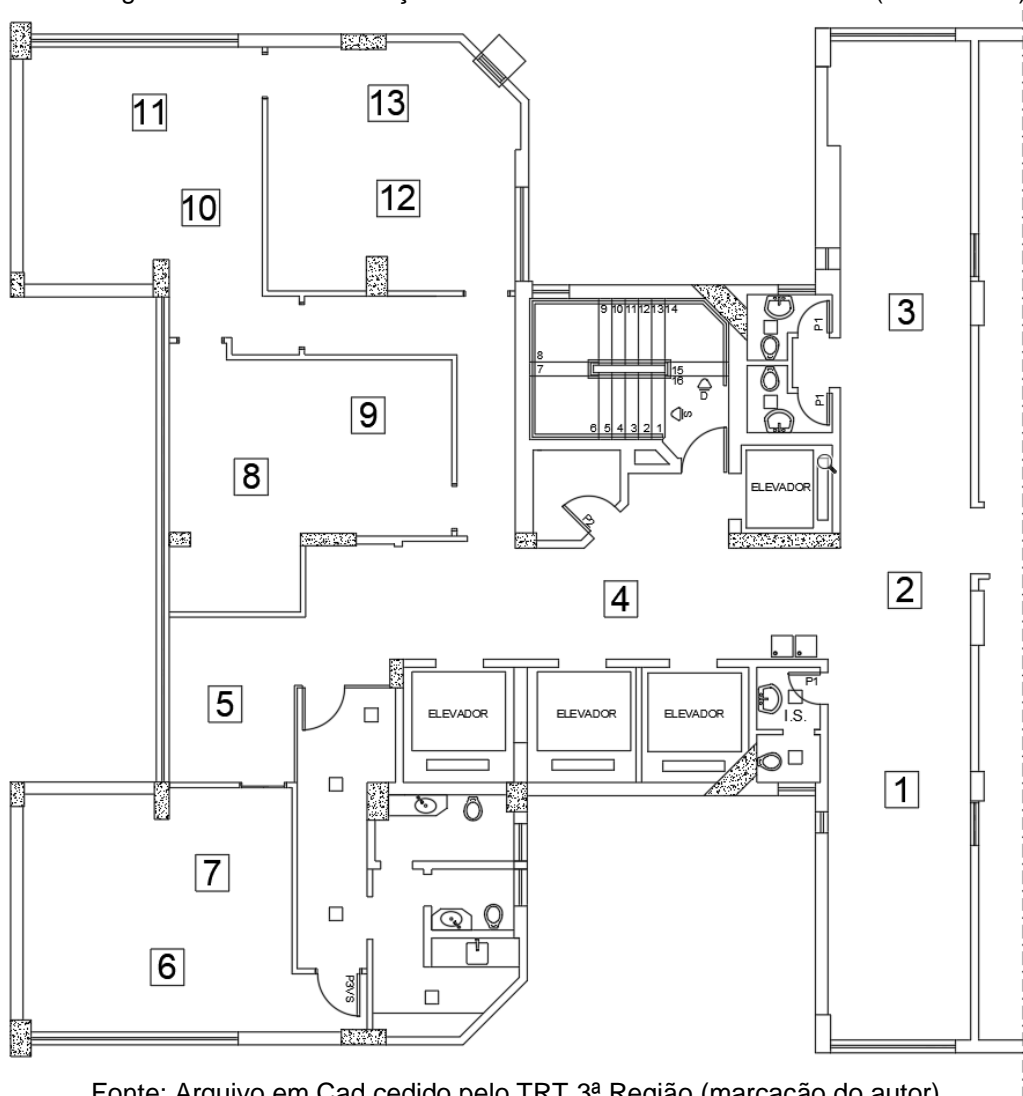 11
13
10
12
3
9 10 11 12 13 14
8
7
15
16
D
S
6 5 4 3 2 1
P1
P1
9
8
ELEVADOR
P2
4
2
5
ELEVADOR
ELEVADOR
ELEVADOR
P1
I.S.
1
7
6
P3VS
Fonte: Arquivo em Cad cedido pelo TRT 3ª Região (marcação do autor)